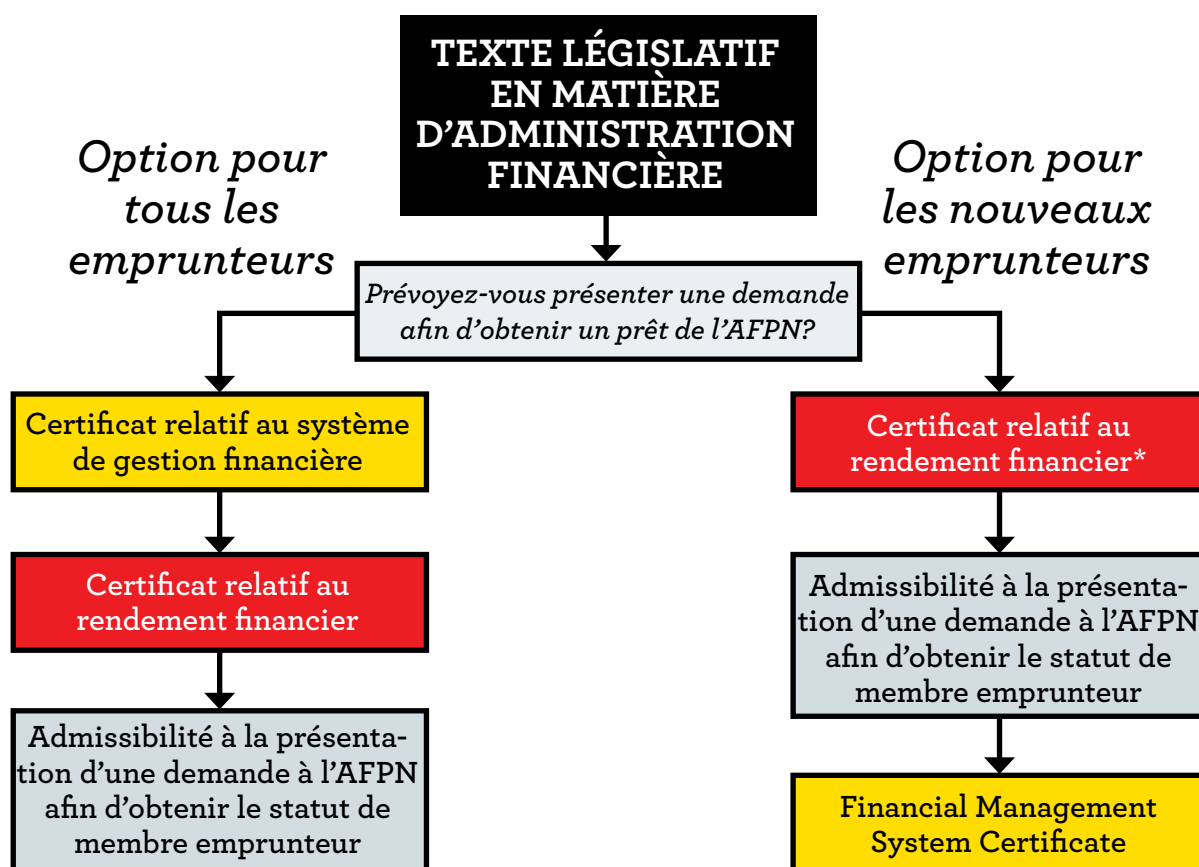 TEXTE LÉGISLATIF
EN MATIÈRE
D’ADMINISTRATION
FINANCIÈRE
Option pour
tous les
emprunteurs
Option pour
les nouveaux
emprunteurs
Prévoyez-vous présenter une demande
afin d’obtenir un prêt de l’AFPN?
Certificat relatif au système
de gestion financière
Certificat relatif au
rendement financier
Admissibilité à la présenta-
tion d’une demande à l’AFPN
afin d’obtenir le statut de
membre emprunteur
Certificat relatif au
rendement financier*
Admissibilité à la présenta-
tion d’une demande à l’AFPN
afin d’obtenir le statut de
membre emprunteur
Financial Management
System Certificate